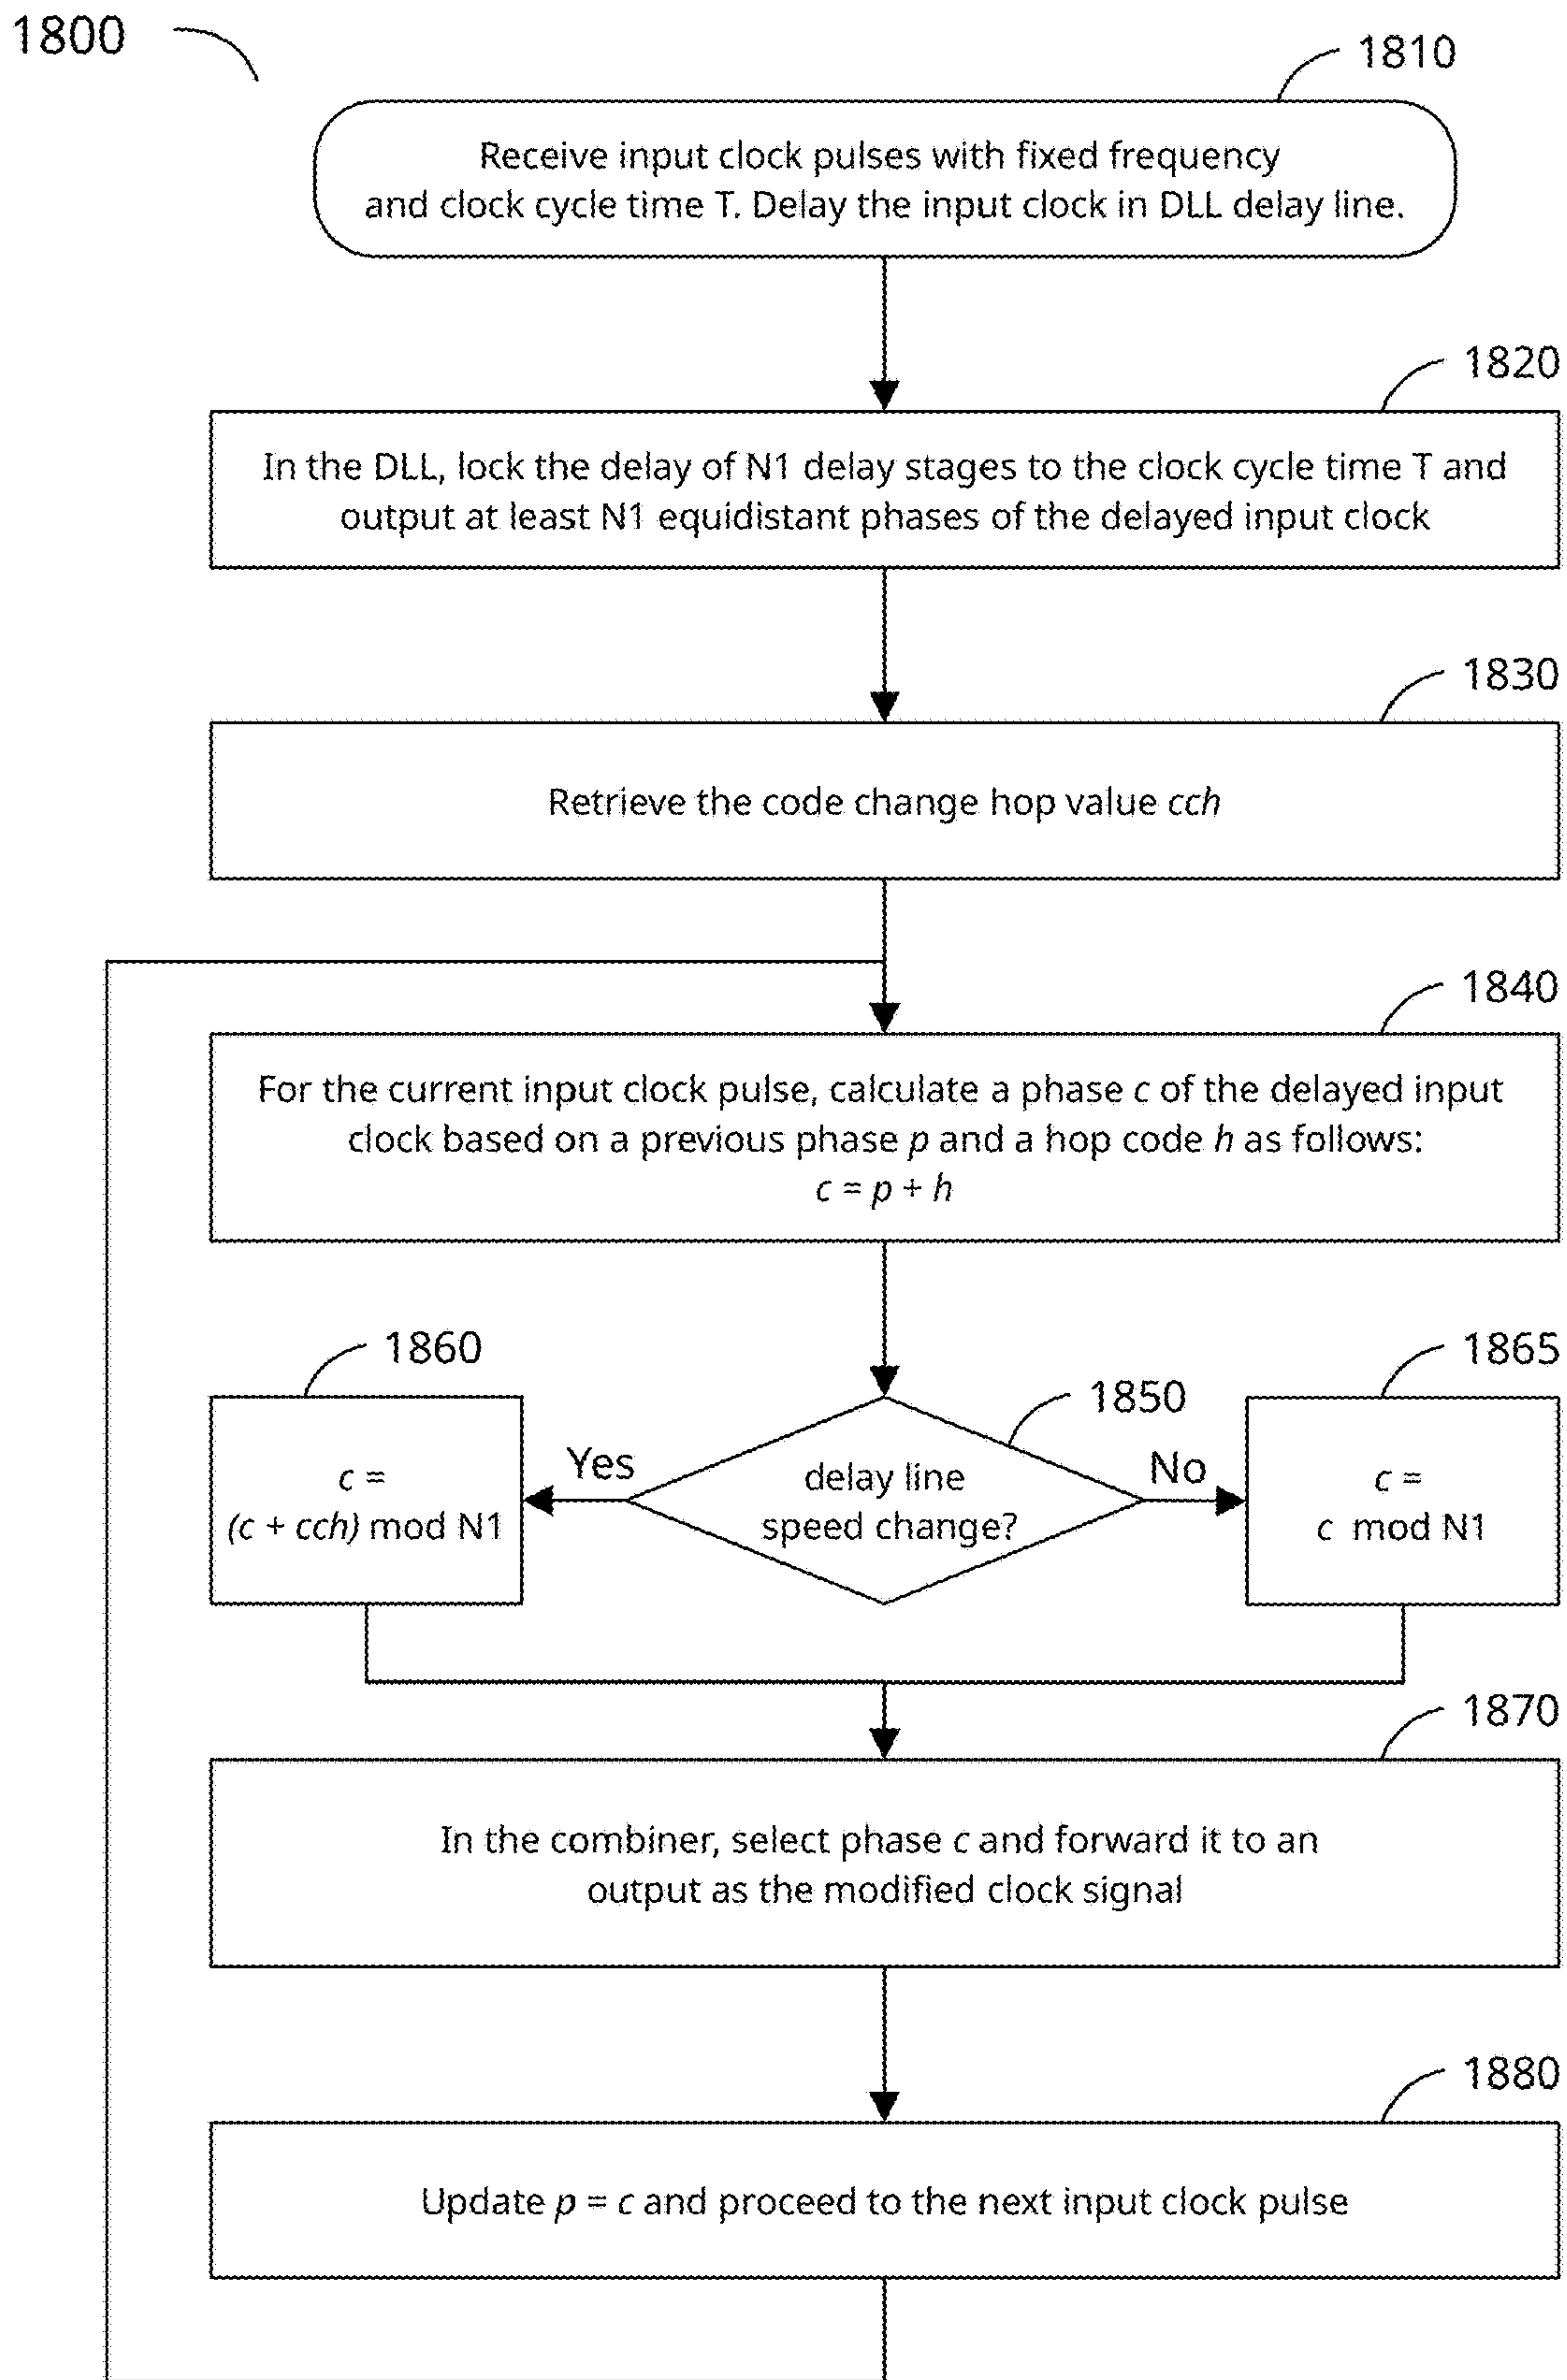 1800
1810
Receive input clock pulses with fixed frequency
and clock cycle time T. Delay the input clock in DLL delay line.
1820
In the DLL, lock the delay of N1 delay stages to the clock cycle time T and
output at least N1 equidistant phases of the delayed input clock
1830
Retrieve the code change hop value cch
1840
For the current input clock pulse, calculate a phase c of the delayed input
clock based on a previous phase p and a hop code h as follows:
c = p + h
1860
1850
1865
Yes
No
c =
(c + cch) mod N1
delay line
speed change?
c =
c mod N1
1870
In the combiner, select phase c and forward it to an
output as the modified clock signal
1880
Update p = c and proceed to the next input clock pulse